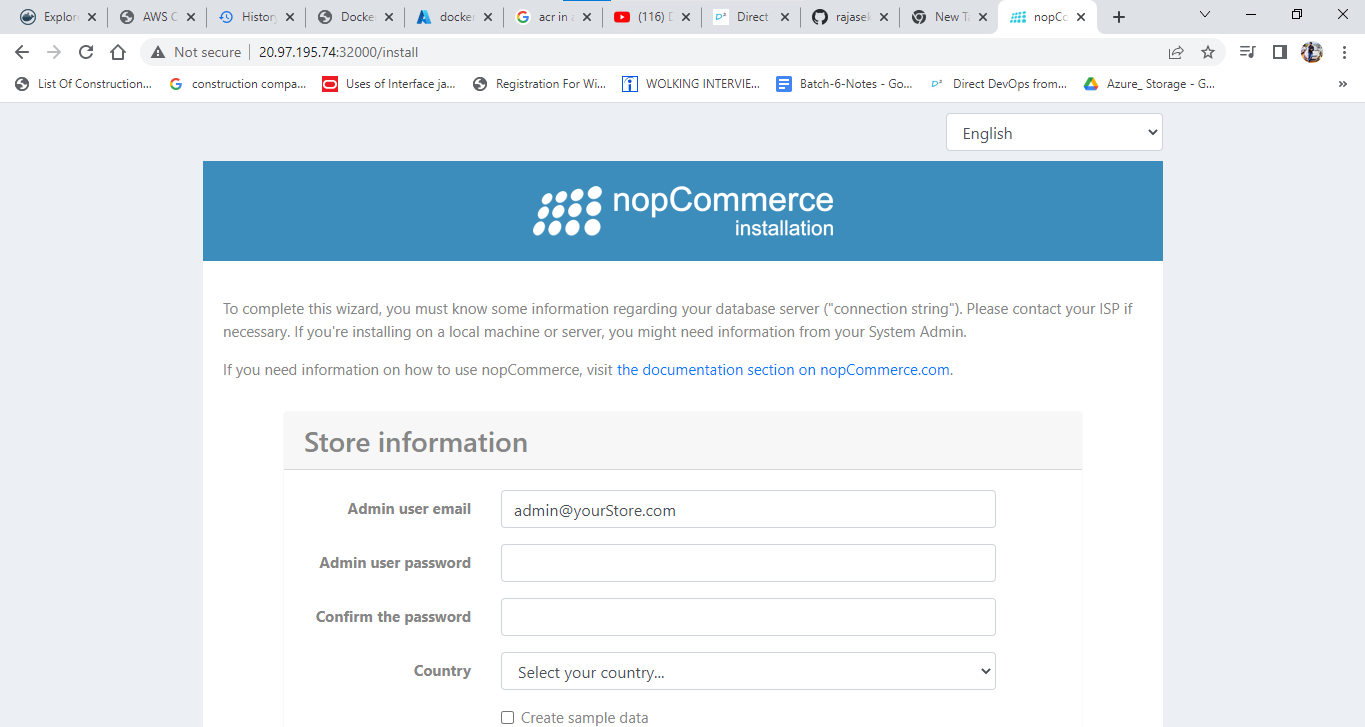 Explor
AWS C
History
Docke
docker
acr in a
(116) D
Direct
rajasek
New Ta
nopCo
Not secure
20.97.195.74:32000/install
List Of Construction...
construction compa...
Uses of Interface ja...
Registration For Wi...
WOLKING INTERVIE...
Batch-6-Notes - Go...
Direct DevOps from...
Azure_ Storage - G...
English
nopCommerce
installation
To complete this wizard, you must know some information regarding your database server ("connection string"). Please contact your ISP if
necessary. If you're installing on a local machine or server, you might need information from your System Admin.
If you need information on how to use nopCommerce, visit the documentation section on nopCommerce.com.
Store information
Admin user email
admin@yourStore.com
Admin user password
Confirm the password
Country
Select your country...
Create sample data